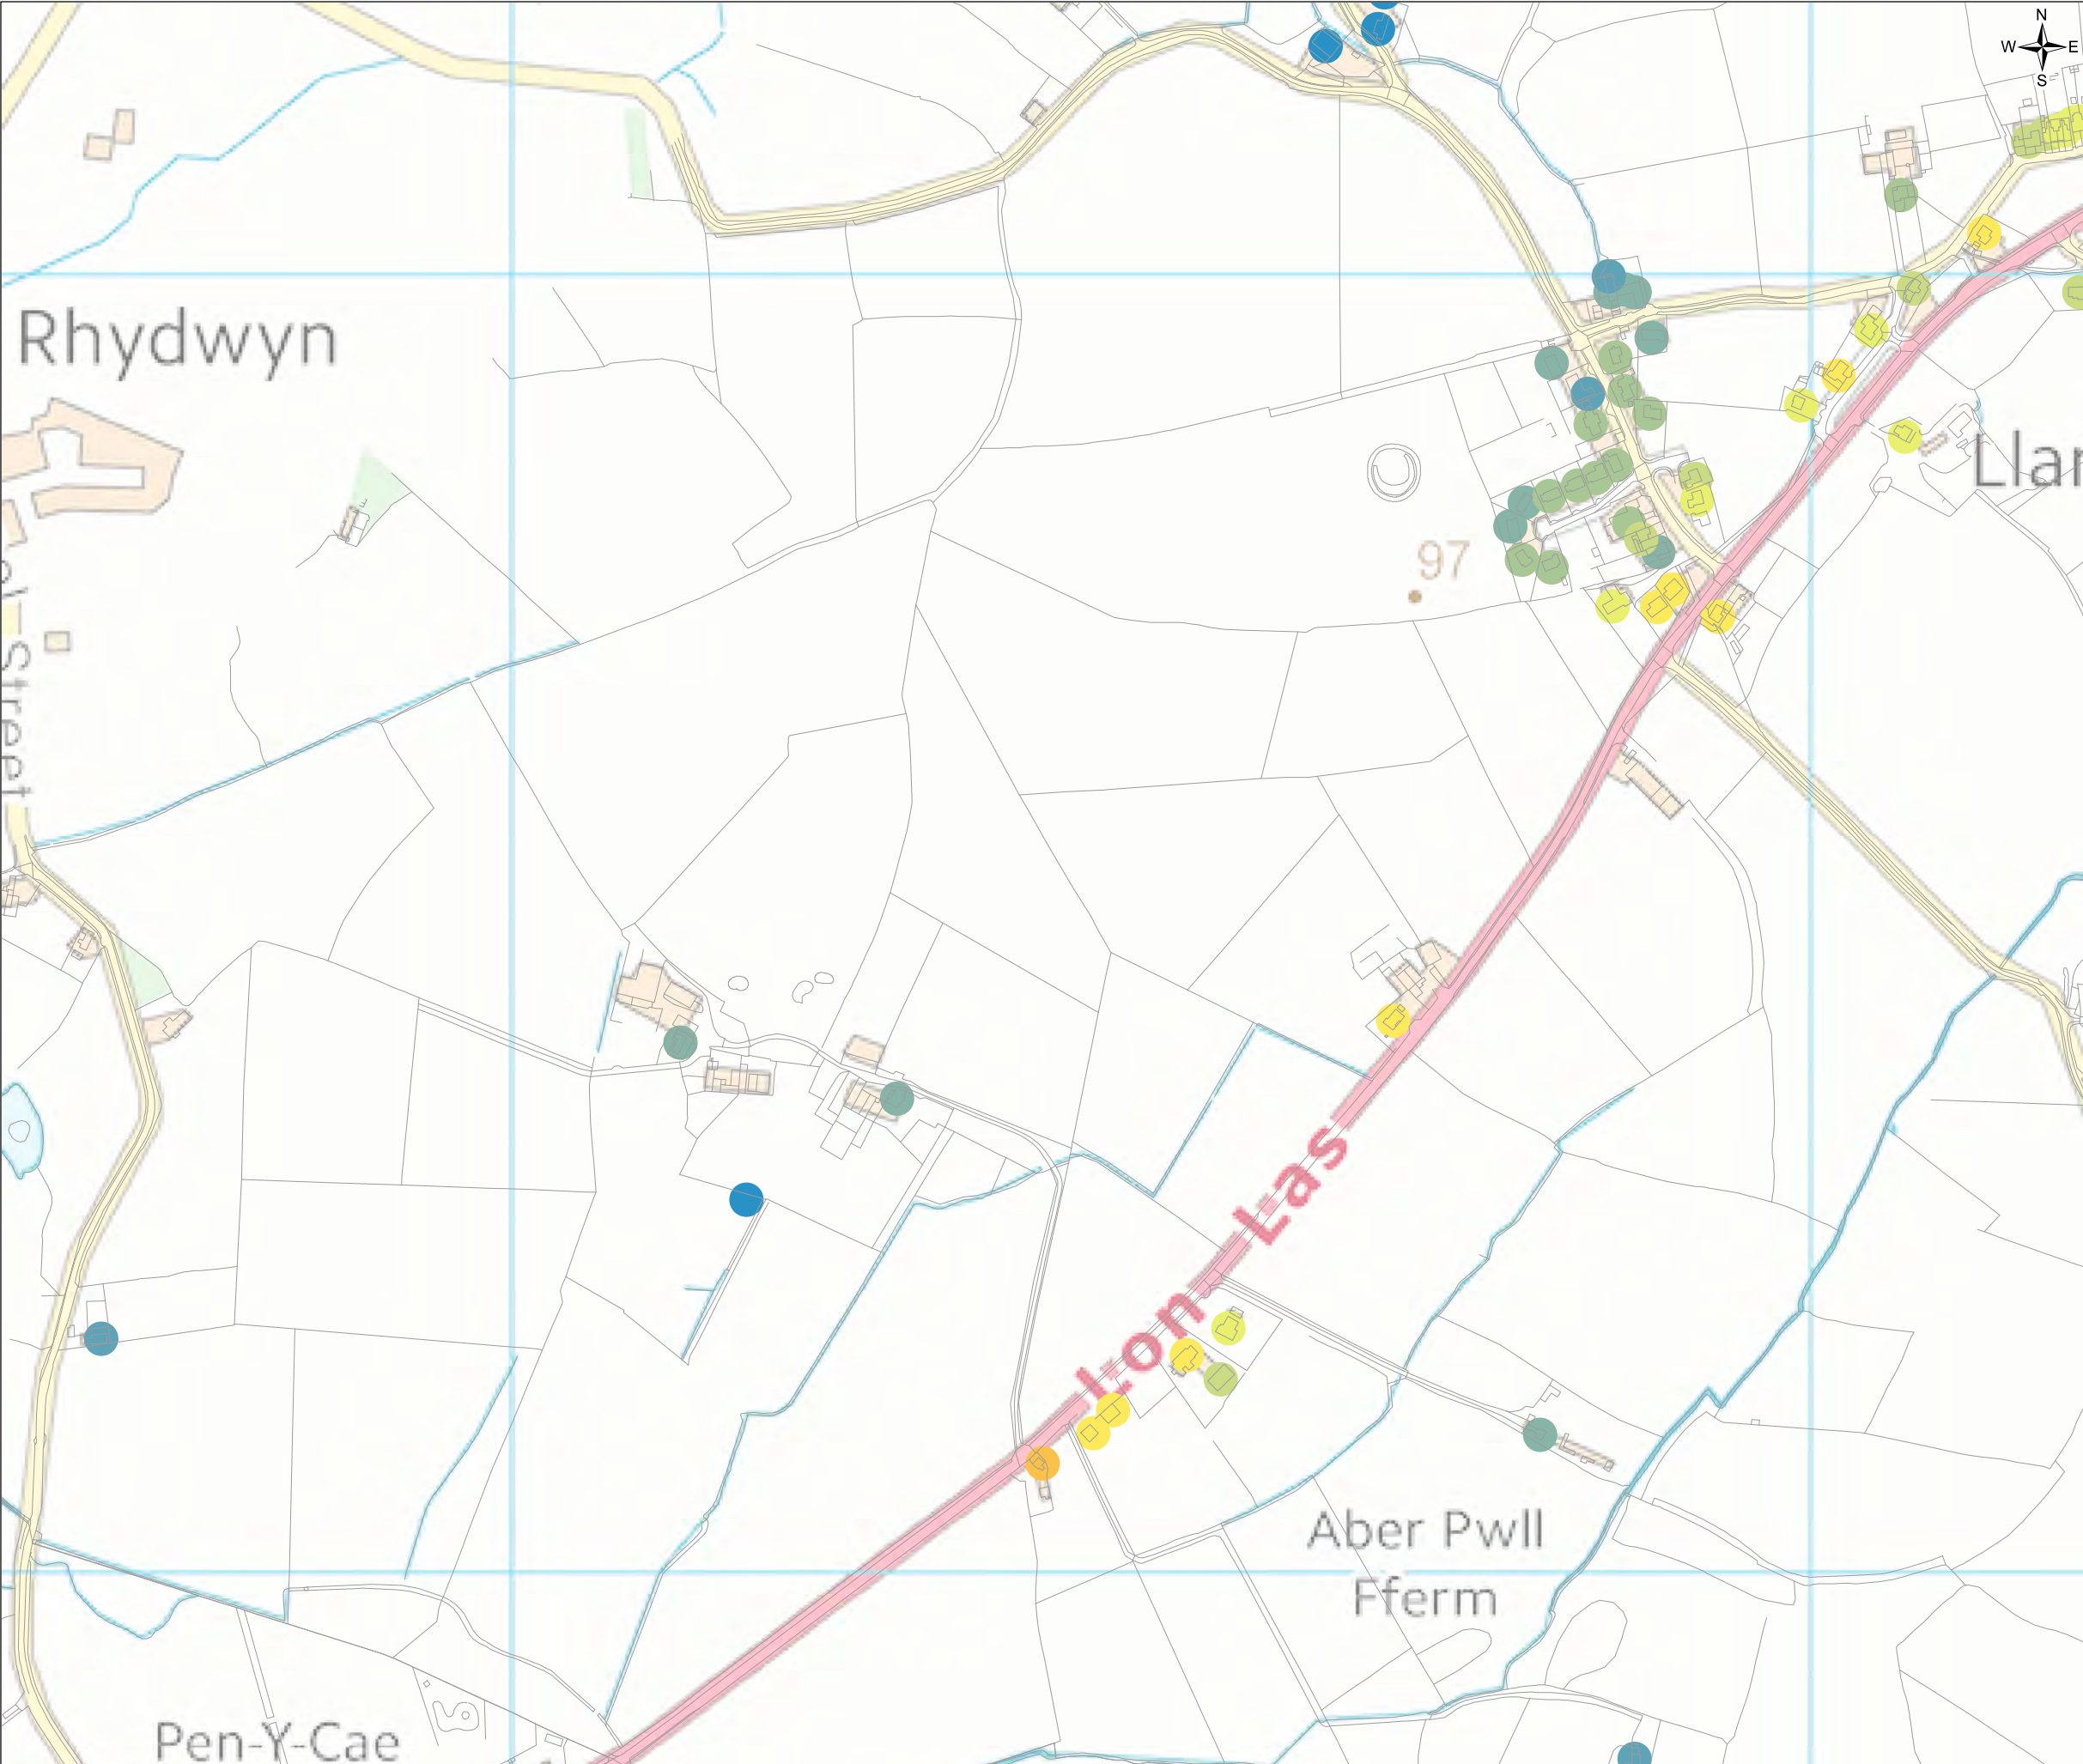 N
W E
S
Rhydwyn
Llan
97
Street
Lon Las
Aber Pwll
Fferm
Pen-Y-Cae